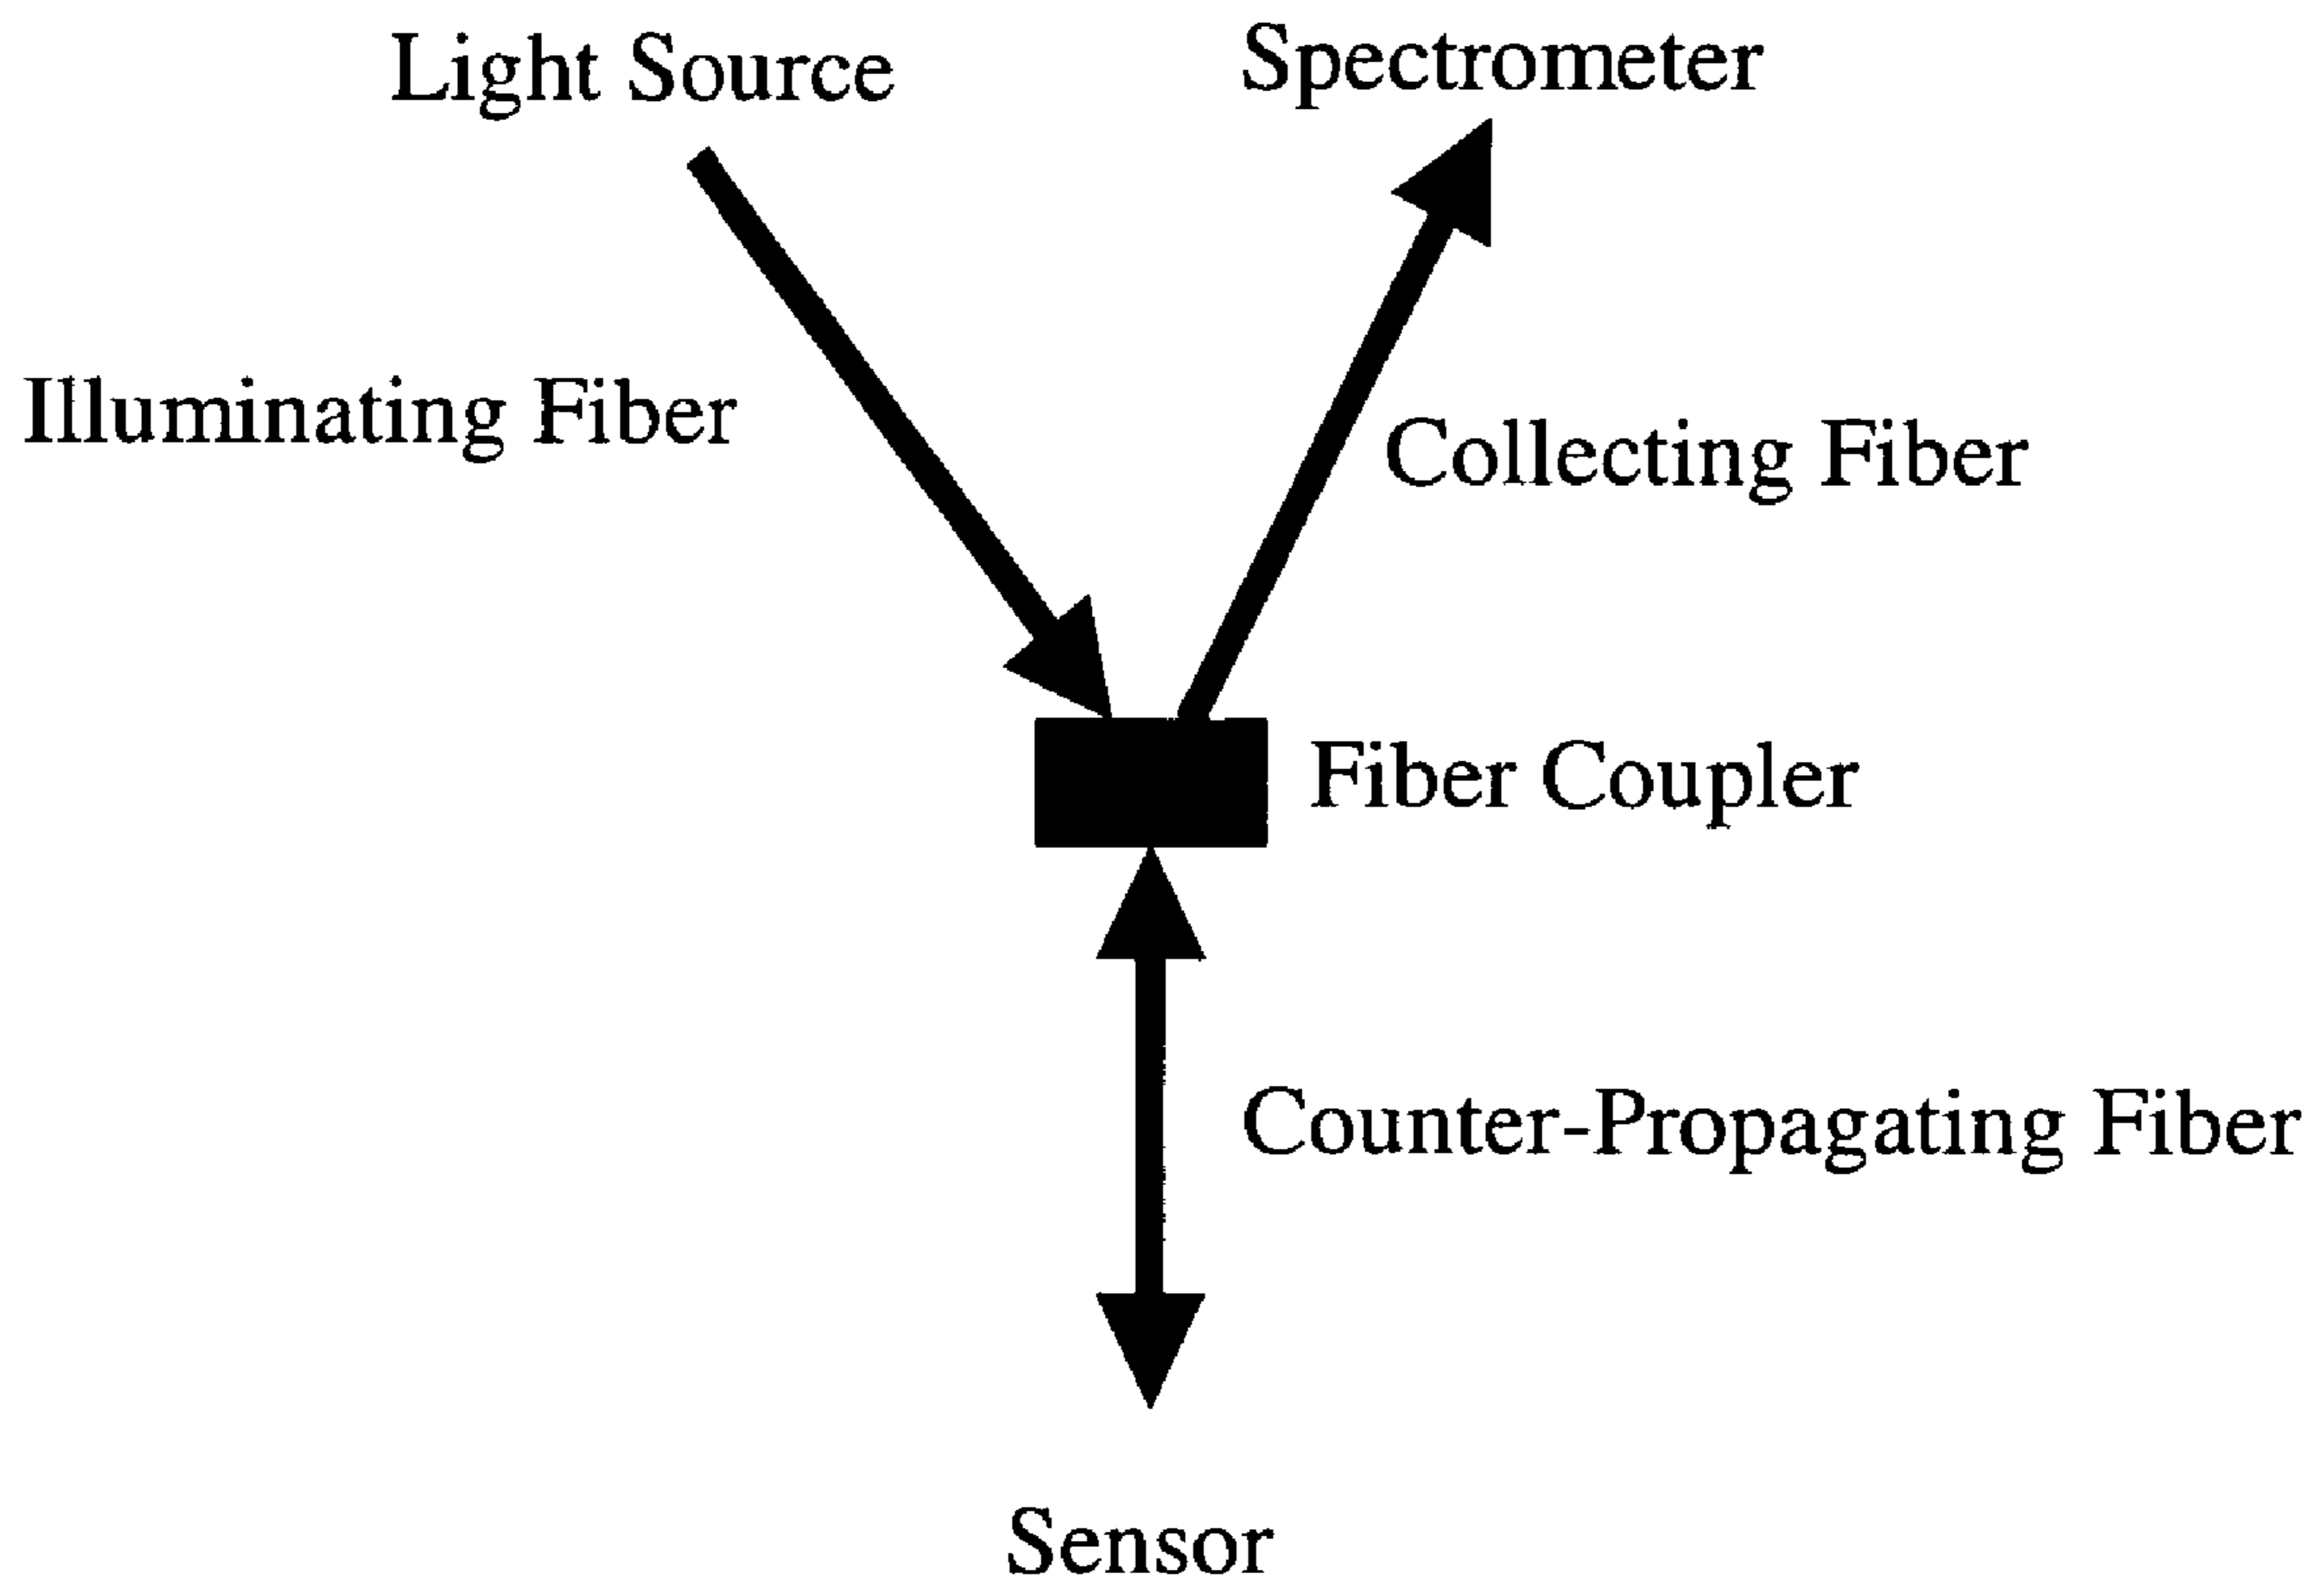 Light Source
Spectrometer
Illuminating Fiber
Collecting Fiber
Fiber Coupler
Counter-Propagating Fiber
Sensor